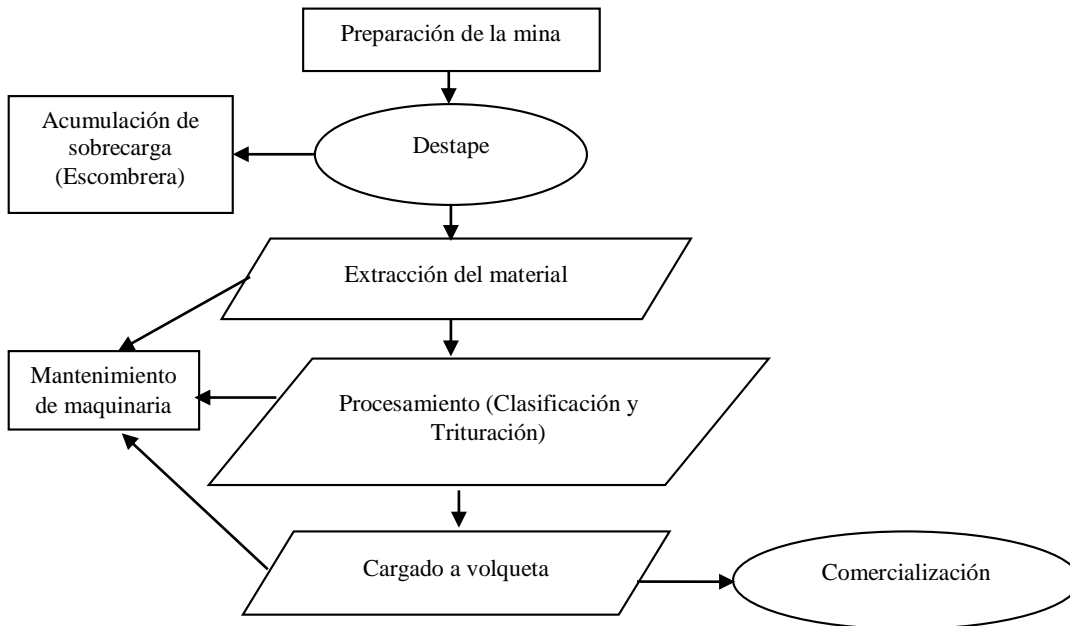 Preparación de la mina
Acumulación de
sobrecarga
(Escombrera)
Destape
Extracción del material
Mantenimiento
de maquinaria
Procesamiento (Clasificación y
Trituración)
Cargado a volqueta
Comercialización